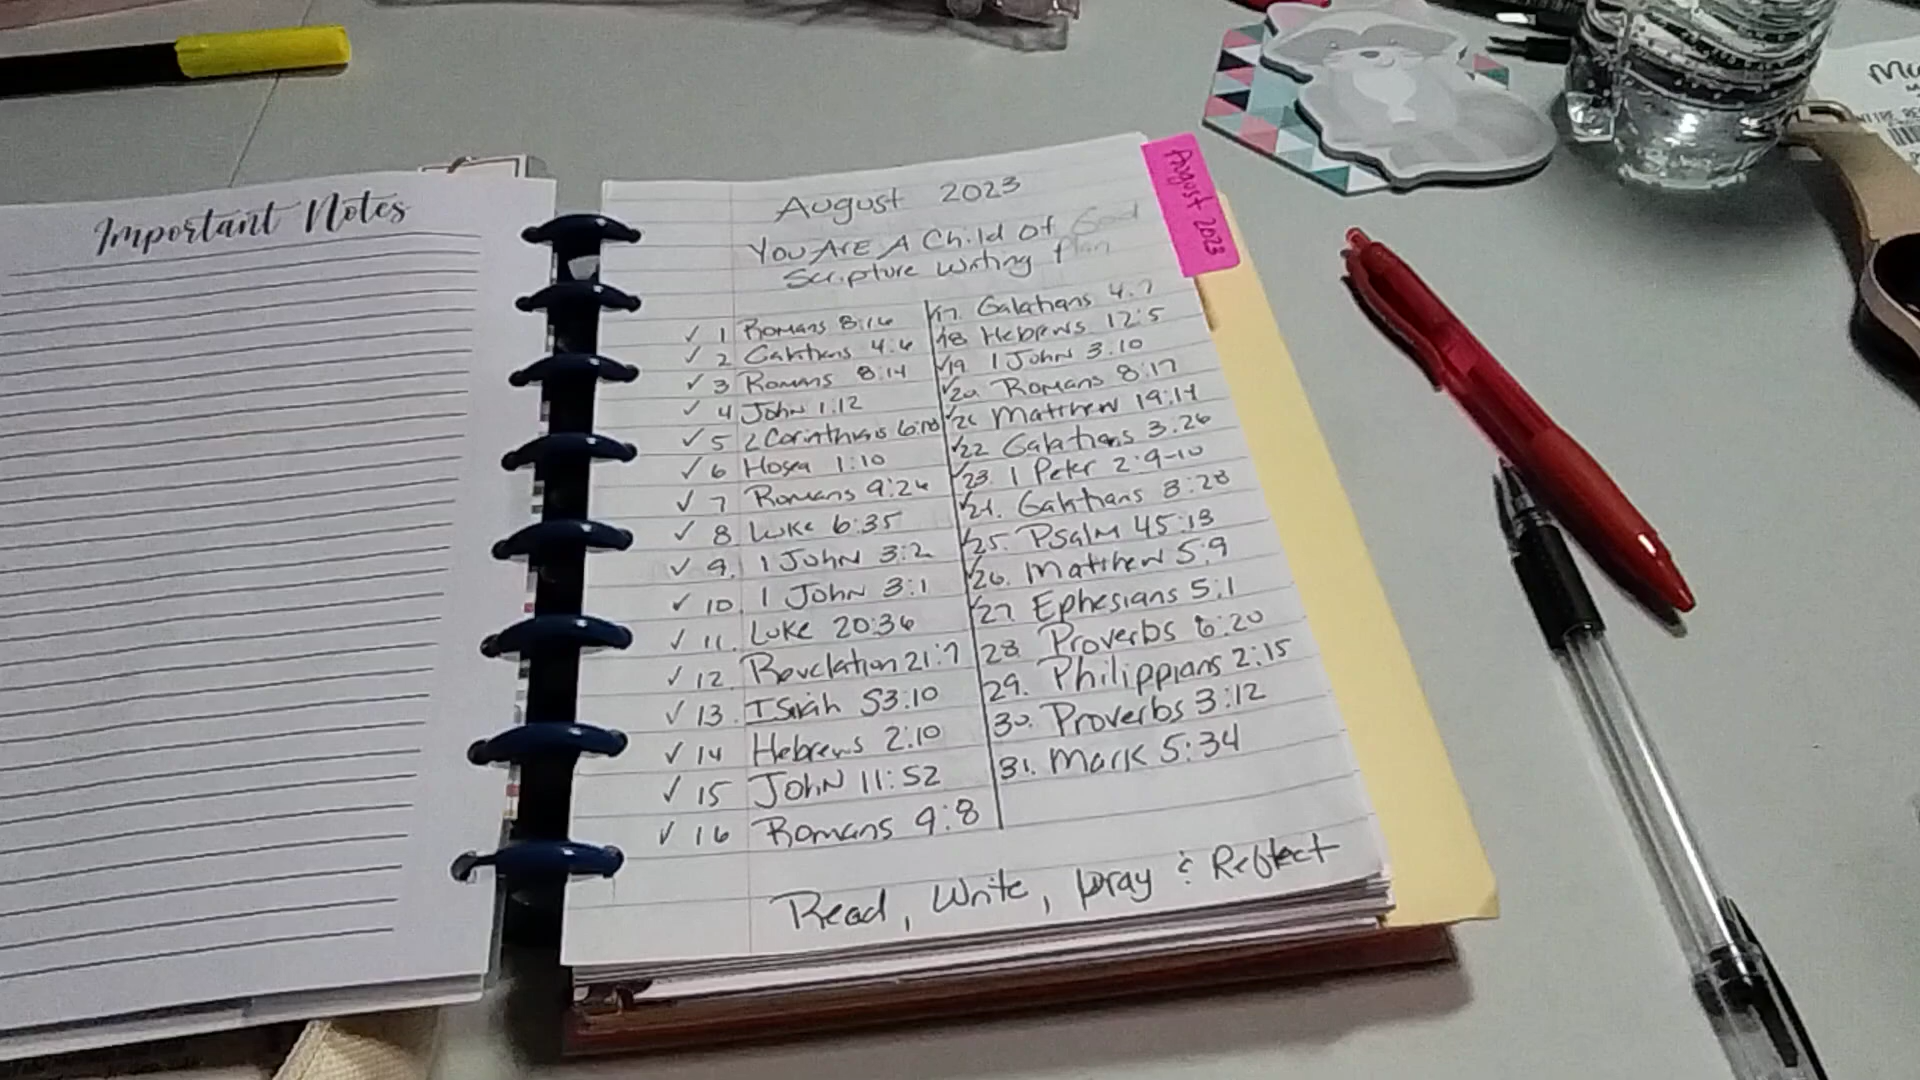 Important Notes
August 2023
August 2023
You Are A Child of God
Scripture Writing Plan
✓ 1 Romans 8:16
✓ 2 Galatians 4:6
✓ 3 Romans 8:14
✓ 4 John 1:12
✓ 5 2 Corinthians 6:18
✓ 6 Hosea 1:10
✓ 7 Romans 9:26
✓ 8 Luke 6:35
✓ 9. 1 John 3:2
✓ 10. 1 John 3:1
✓ 11. Luke 20:36
✓ 12. Revelation 21:7
✓ 13. Isaiah 53:10
✓ 14 Hebrews 2:10
✓ 15 John 11:52
✓ 16 Romans 9:8
✓17. Galatians 4:7
✓18 Hebrews 12:5
✓19 1 John 3:10
✓20 Romans 8:17
✓21 Matthew 19:14
✓22 Galatians 3:26
✓23. 1 Peter 2:9-10
✓24. Galatians 3:28
✓25. Psalm 45:13
✓26. Matthew 5:9
✓27. Ephesians 5:1
28. Proverbs 6:20
29. Philippians 2:15
30. Proverbs 3:12
31. Mark 5:34
Read, Write, pray & Reflect